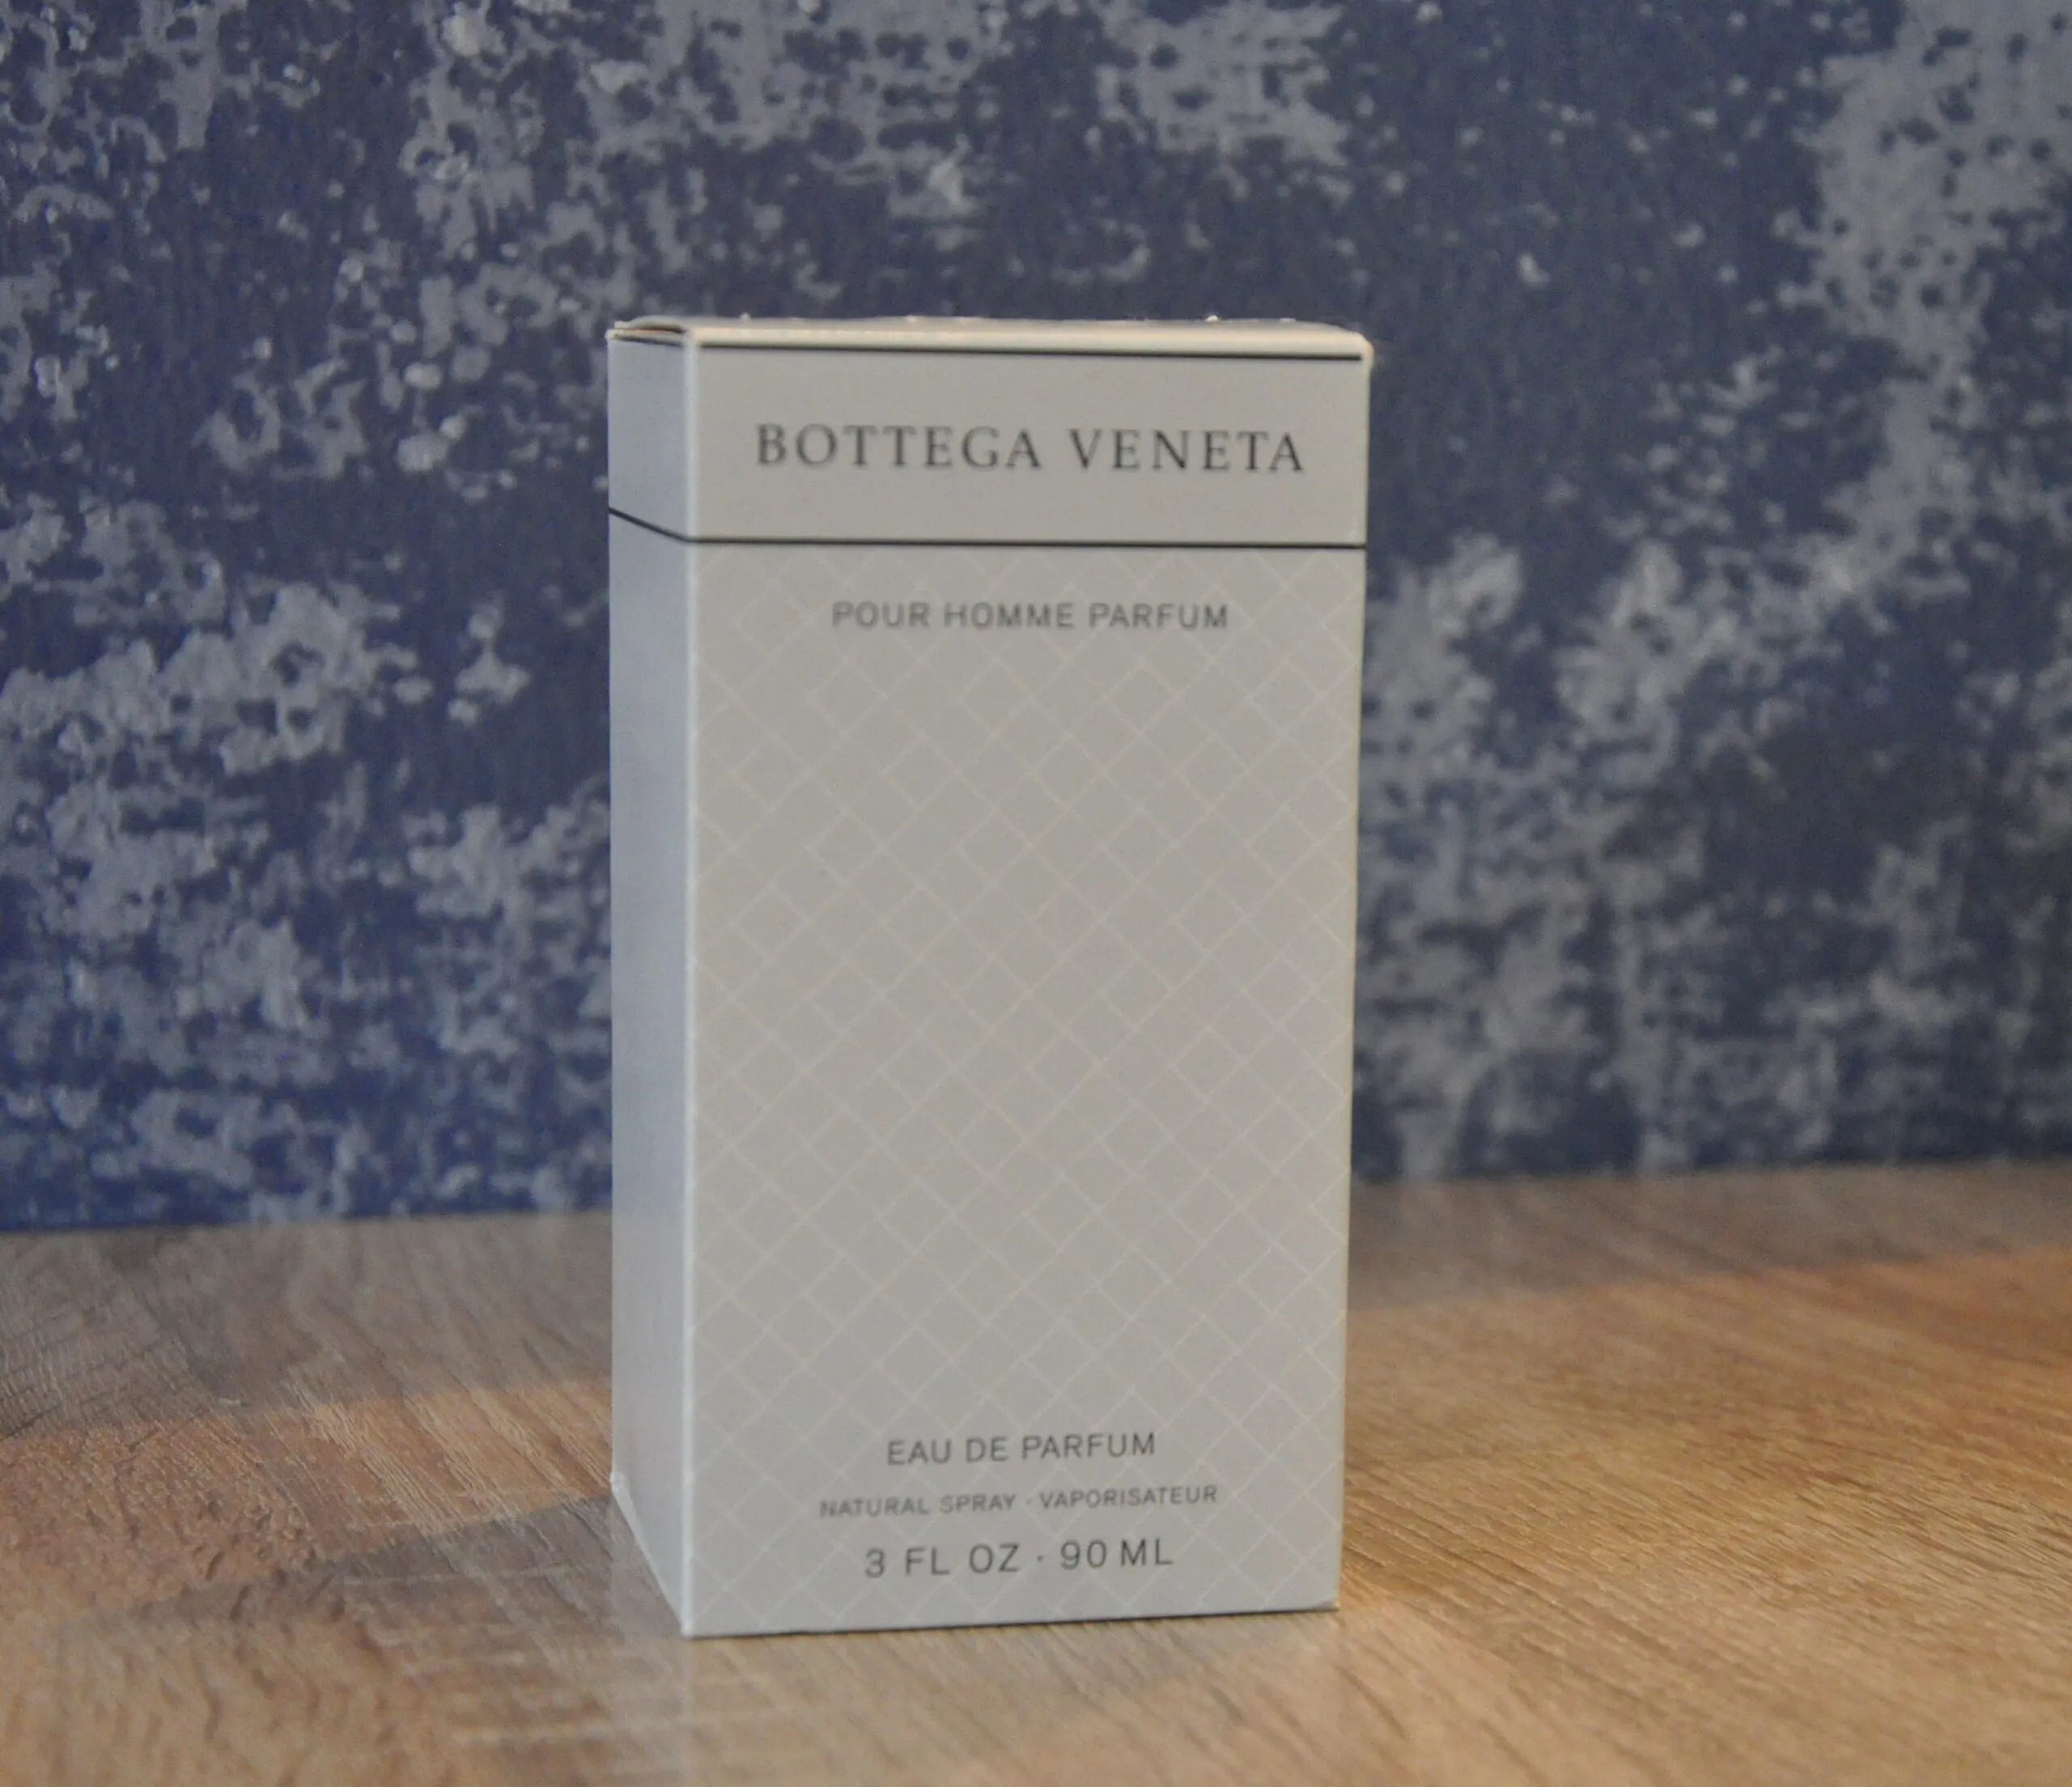 BOTTEGA VENETA
POUR HOMME PARFUM
EAU DE PARFUM
NATURAL SPRAY · VAPORISATEUR
3 FL OZ · 90 ML